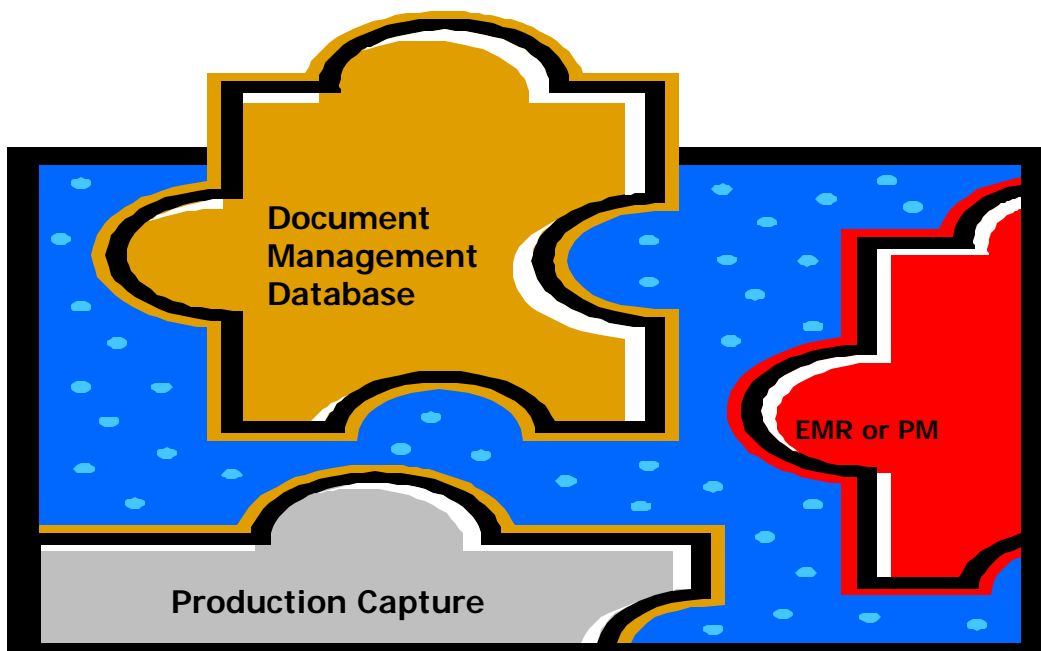 Document
Management
Database
EMR or PM
Production Capture